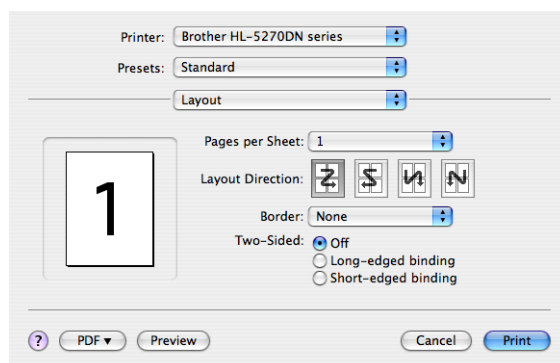 Printer: Brother HL-5270DN series
Presets: Standard
Layout
Pages per Sheet: 1
Layout Direction:
1
Border: None
Two-Sided: Off
Long-edged binding
Short-edged binding
? PDF ▼ Preview Cancel Print